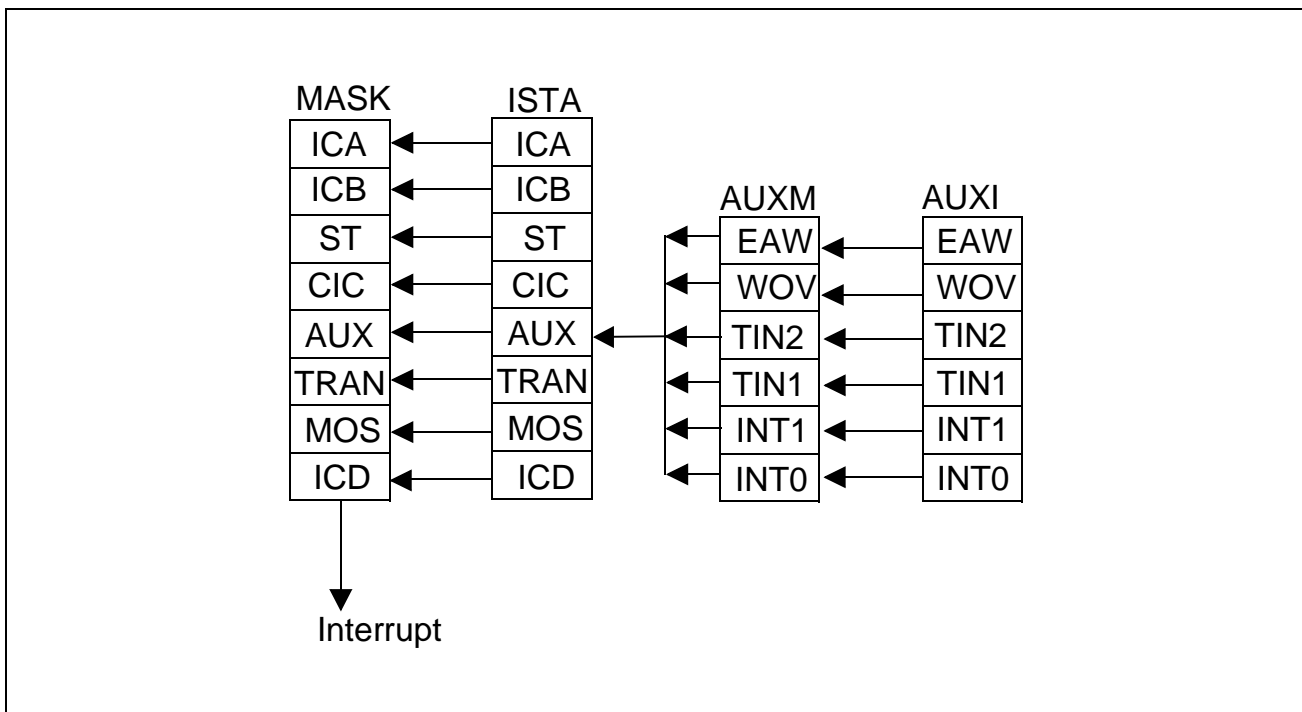 MASK
ICA
ICB
ST
CIC
AUX
TRAN
MOS
ICD
Interrupt
ISTA
ICA
ICB
ST
CIC
AUX
TRAN
MOS
ICD
AUXM
EAW
WOV
TIN2
TIN1
INT1
INT0
AUXI
EAW
WOV
TIN2
TIN1
INT1
INT0